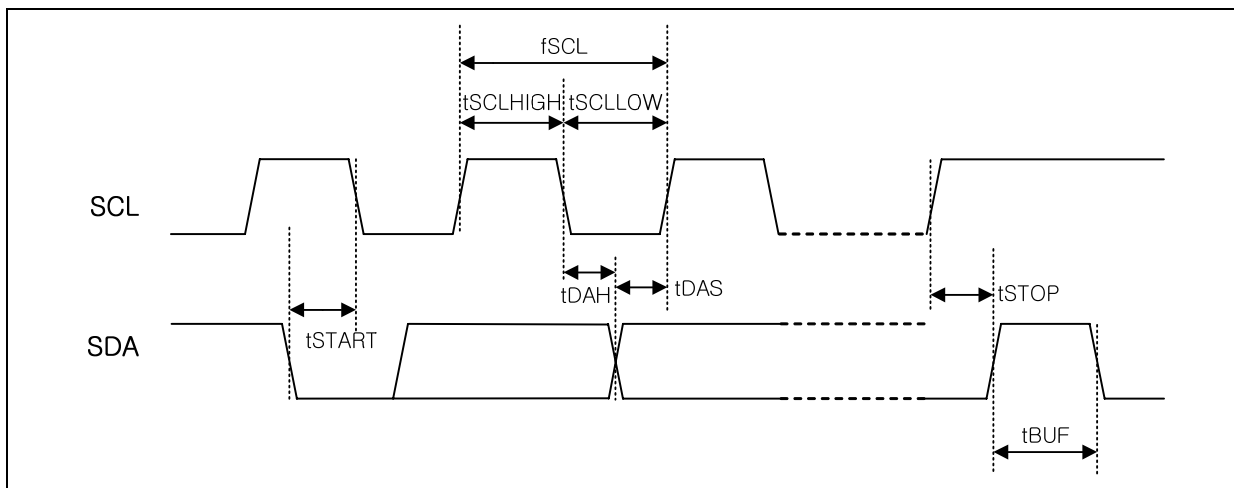 fSCL
tSCLHIGH tSCLLOW
SCL
tDAH tDAS
tSTOP
tSTART
SDA
tBUF